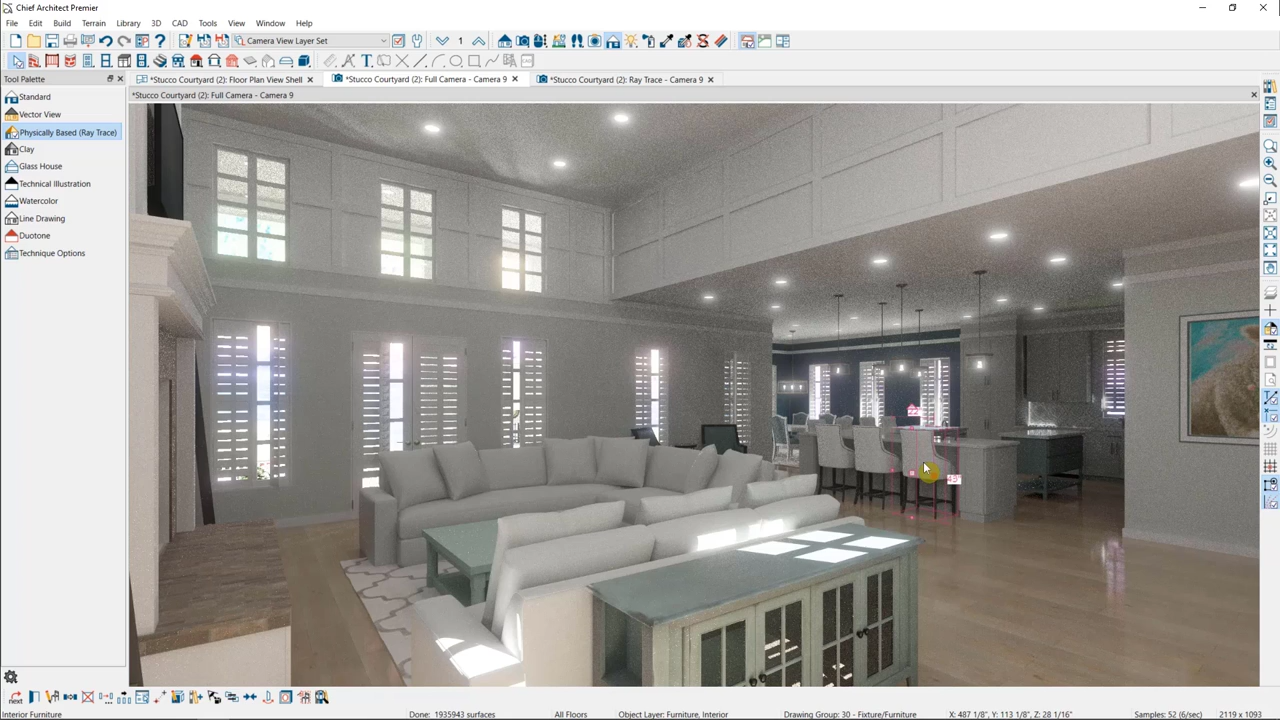 Chief Architect Premier
File Edit Build Terrain Library 3D CAD Tools View Window Help
Camera View Layer Set 1
Tool Palette
*Stucco Courtyard (2): Floor Plan View Shell
*Stucco Courtyard (2): Full Camera - Camera 9
*Stucco Courtyard (2): Ray Trace - Camera 9
*Stucco Courtyard (2): Full Camera - Camera 9
Standard
Vector View
Physically Based (Ray Trace)
Clay
Glass House
Technical Illustration
Watercolor
Line Drawing
Duotone
Technique Options
next
Interior Furniture
Done: 1935943 surfaces
All Floors
Object Layer: Furniture, Interior
Drawing Group: 30 - Fixture/Furniture
X: 487 1/8", Y: 113 1/8", Z: 28 1/16"
Samples: 52 (6/sec)
2119 x 1093